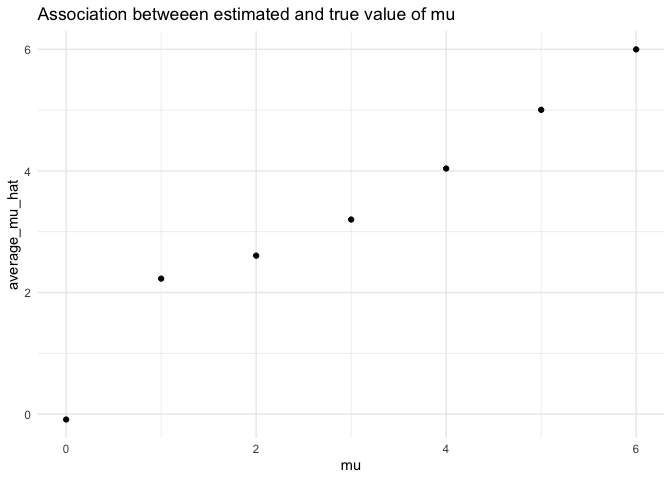 Association betweeen estimated and true value of mu
6
4
2
0
average_mu_hat
0
2
4
6
mu